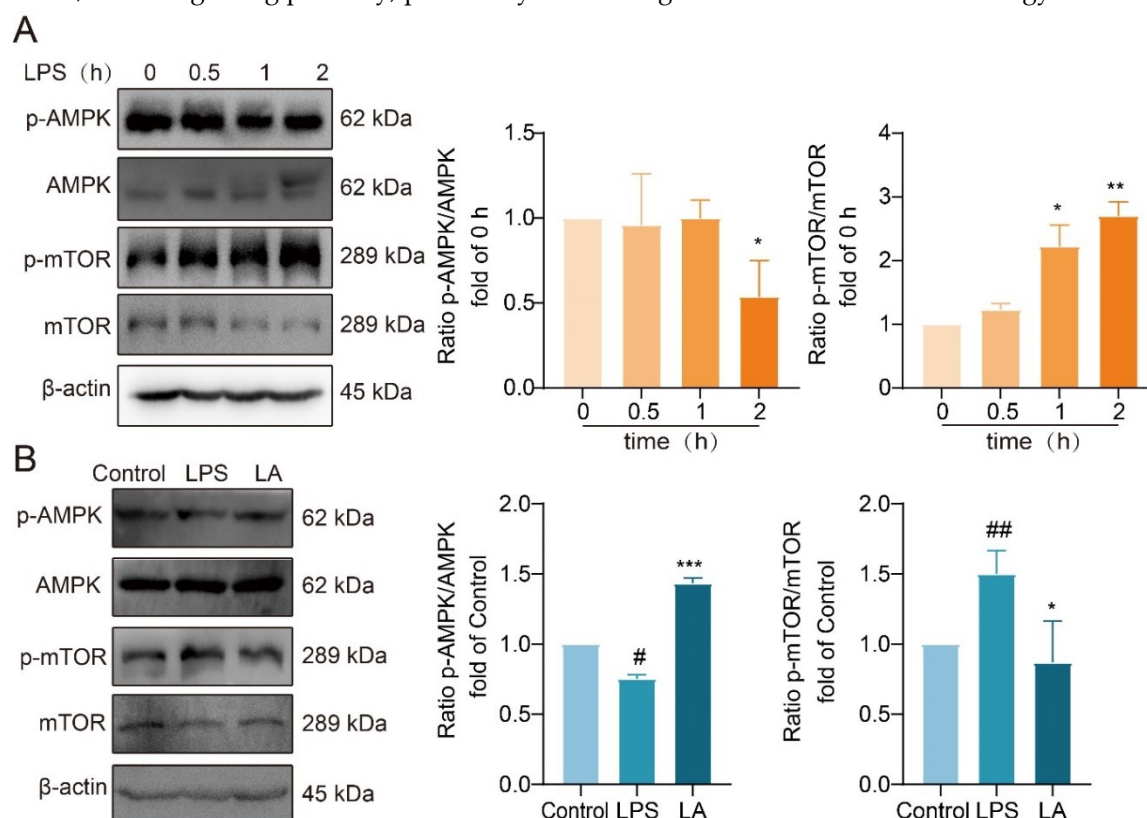 A
LPS (h) 0 0.5 1 2
p-AMPK 62 kDa
AMPK 62 kDa
p-mTOR 289 kDa
mTOR 289 kDa
β-actin 45 kDa
Ratio p-AMPK/AMPK
fold of 0 h
1.5
1.0
0.5
0.0
*
0 0.5 1 2
time (h)
Ratio p-mTOR/mTOR
fold of 0 h
4
3
2
1
0
* **
0 0.5 1 2
time (h)
B
Control LPS LA
p-AMPK 62 kDa
AMPK 62 kDa
p-mTOR 289 kDa
mTOR 289 kDa
β-actin 45 kDa
Ratio p-AMPK/AMPK
fold of Control
2.0
1.5
1.0
0.5
0.0
# ***
Control LPS LA
Ratio p-mTOR/mTOR
fold of Control
2.0
1.5
1.0
0.5
0.0
## *
Control LPS LA